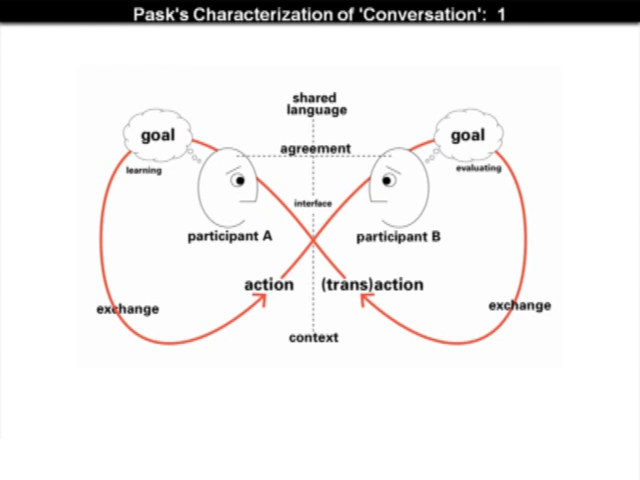 Pask's Characterization of 'Conversation': 1
shared
language
goal
goal
agreement
learning
evaluating
interface
participant A
participant B
action
(trans)action
exchange
exchange
context